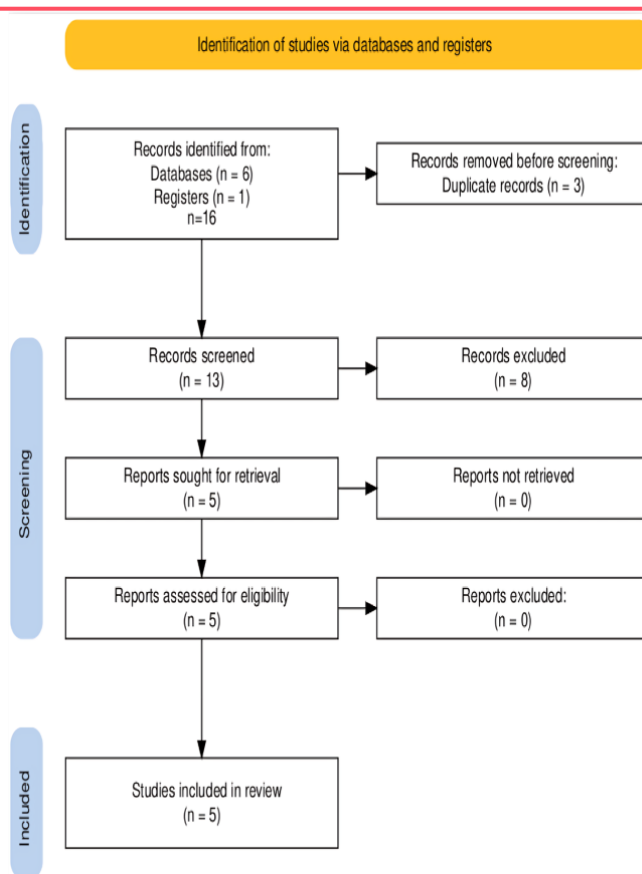 Identification of studies via databases and registers
Identification
Records identified from:
Databases (n = 6)
Registers (n = 1)
n=16
Records removed before screening:
Duplicate records (n = 3)
Screening
Records screened
(n = 13)
Records excluded
(n = 8)
Reports sought for retrieval
(n = 5)
Reports not retrieved
(n = 0)
Reports assessed for eligibility
(n = 5)
Reports excluded:
(n = 0)
Included
Studies included in review
(n = 5)